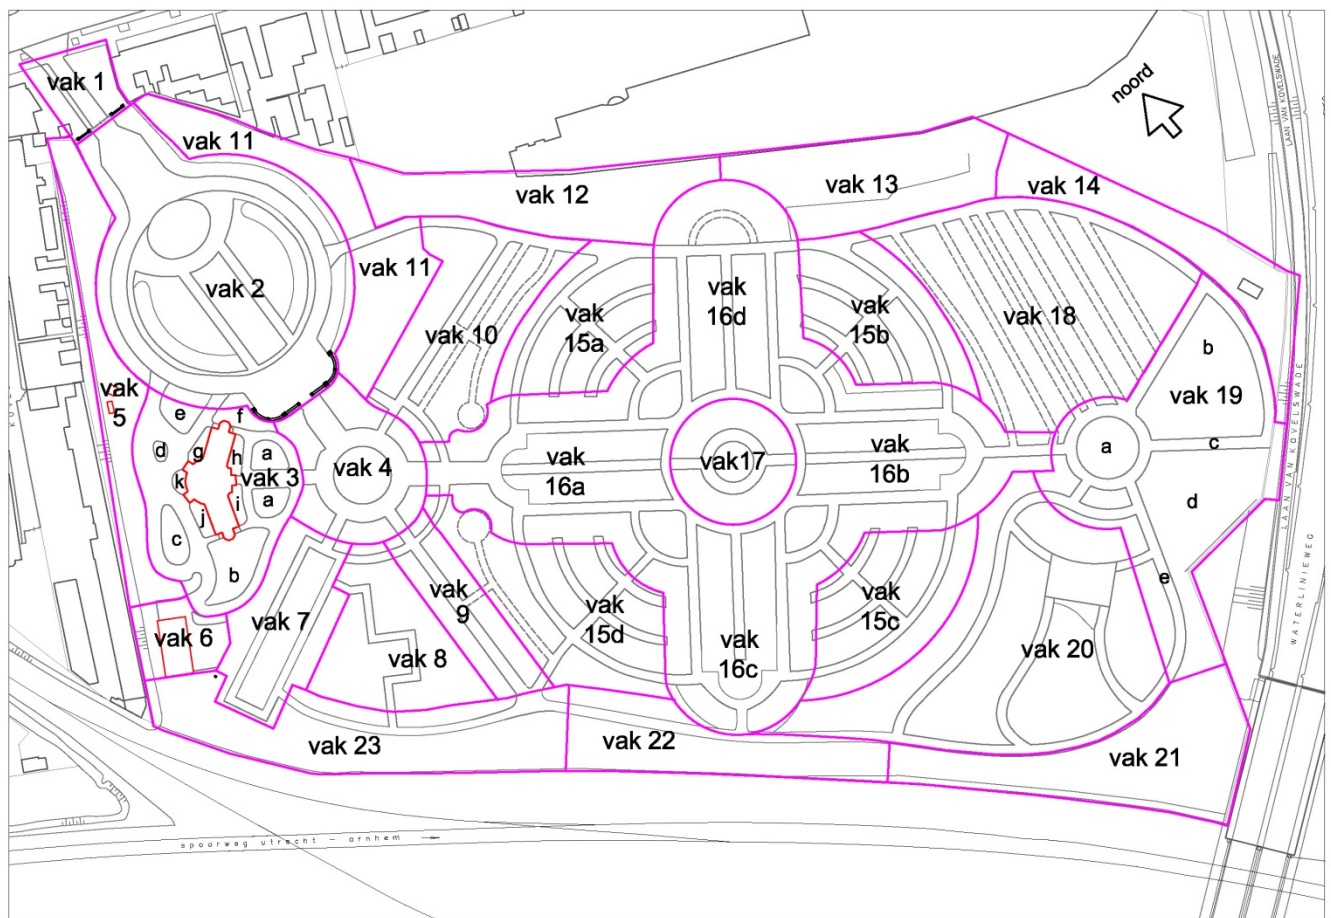 vak 1
noord
LAAN VAN KOVELSWADE
vak 11
vak 12
vak 13
vak 14
vak 2
vak 11
vak 10
vak
15a
vak
16d
vak
15b
vak 18
b
vak 19
vak
5
e
f
d
g
h
a
vak 3
k
a
i
j
c
b
vak 4
vak
16a
vak17
vak
16b
a
c
d
e
LAAN VAN KOVELSWADE
WATERLINIEWEG
vak 6
vak 7
vak 8
vak
9
vak
15d
vak
16c
vak
15c
vak 20
vak 23
vak 22
vak 21
spoorweg utrecht - arnhem